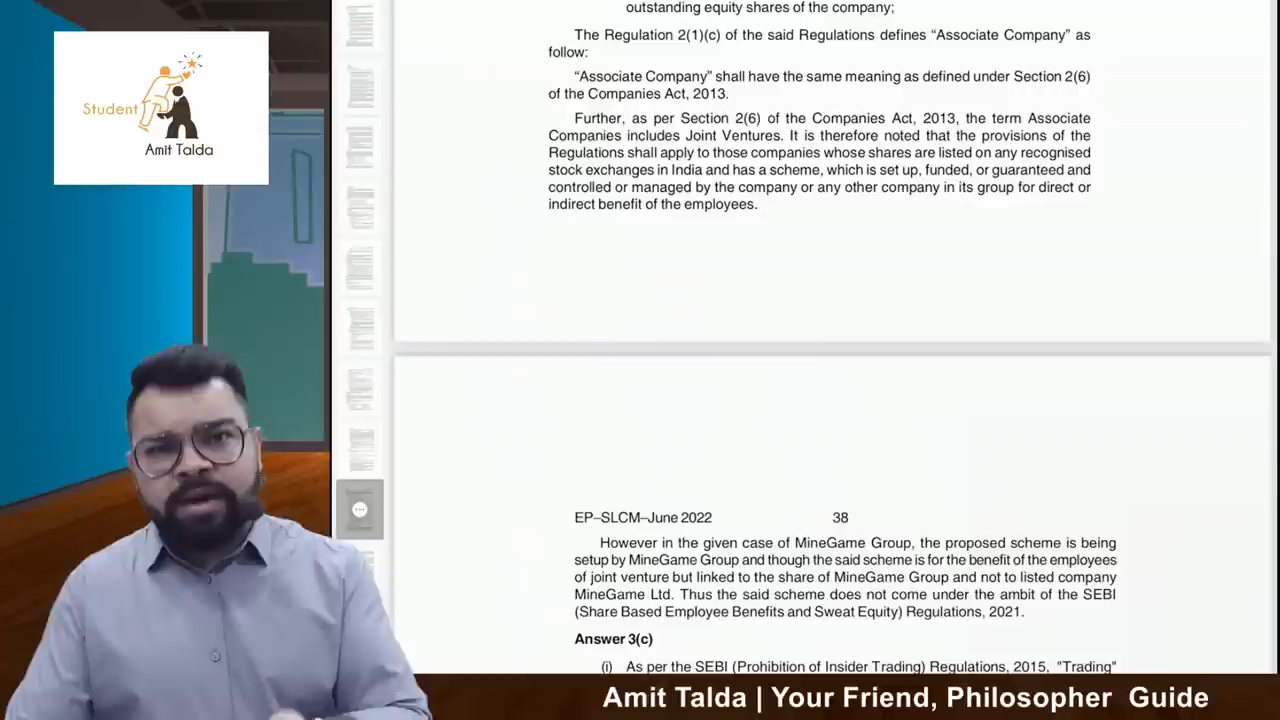 Student
Amit Talda
outstanding equity shares of the company;
The Regulation 2(1)(c) of the said regulations defines “Associate Company” as
follow:
“Associate Company” shall have the same meaning as defined under Section 2(6)
of the Companies Act, 2013.
Further, as per Section 2(6) of the Companies Act, 2013, the term Associate
Companies includes Joint Ventures. It is therefore noted that the provisions of the
Regulations shall apply to those companies whose shares are listed on any recognised
stock exchanges in India and has a scheme, which is set up, funded, or guaranteed and
controlled or managed by the company or any other company in its group for direct or
indirect benefit of the employees.
EP–SLCM–June 2022 38
However in the given case of MineGame Group, the proposed scheme is being
setup by MineGame Group and though the said scheme is for the benefit of the employees
of joint venture but linked to the share of MineGame Group and not to listed company
MineGame Ltd. Thus the said scheme does not come under the ambit of the SEBI
(Share Based Employee Benefits and Sweat Equity) Regulations, 2021.
Answer 3(c)
(i) As per the SEBI (Prohibition of Insider Trading) Regulations, 2015, "Trading"
Amit Talda | Your Friend, Philosopher Guide